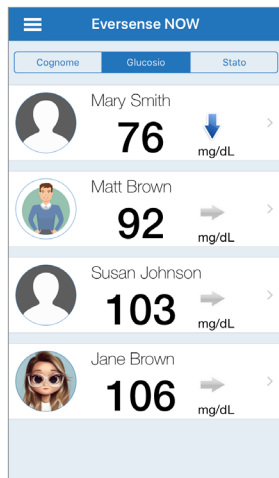 Eversense NOW
Cognome Glucosio Stato
Mary Smith
76
mg/dL
Matt Brown
92
mg/dL
Susan Johnson
103
mg/dL
Jane Brown
106
mg/dL